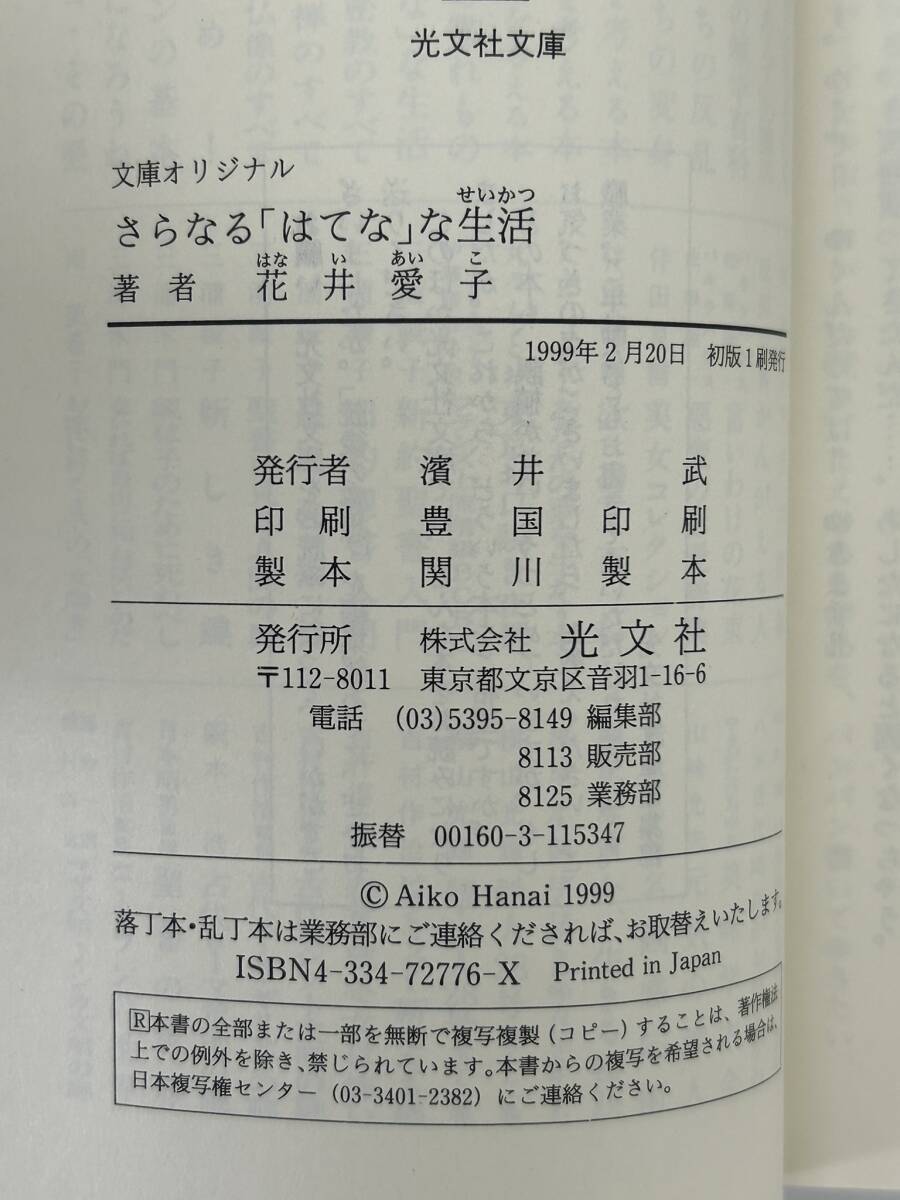 光文社文庫
文庫オリジナル
さらなる「はてな」な生活
せいかつ
著者 花井愛子
はない あいこ
1999年2月20日 初版1刷発行
発行者 濱井 武
印刷 豊国印刷
製本 関川製本
発行所 株式会社 光文社
〒112-8011 東京都文京区音羽1-16-6
電話 (03)5395-8149 編集部
8113 販売部
8125 業務部
振替 00160-3-115347
© Aiko Hanai 1999
落丁本・乱丁本は業務部にご連絡くだされば、お取替えいたします。
ISBN4-334-72776-X Printed in Japan
R本書の全部または一部を無断で複写複製(コピー)することは、著作権法
上での例外を除き、禁じられています。本書からの複写を希望される場合は、
日本複写権センター(03-3401-2382)にご連絡ください。